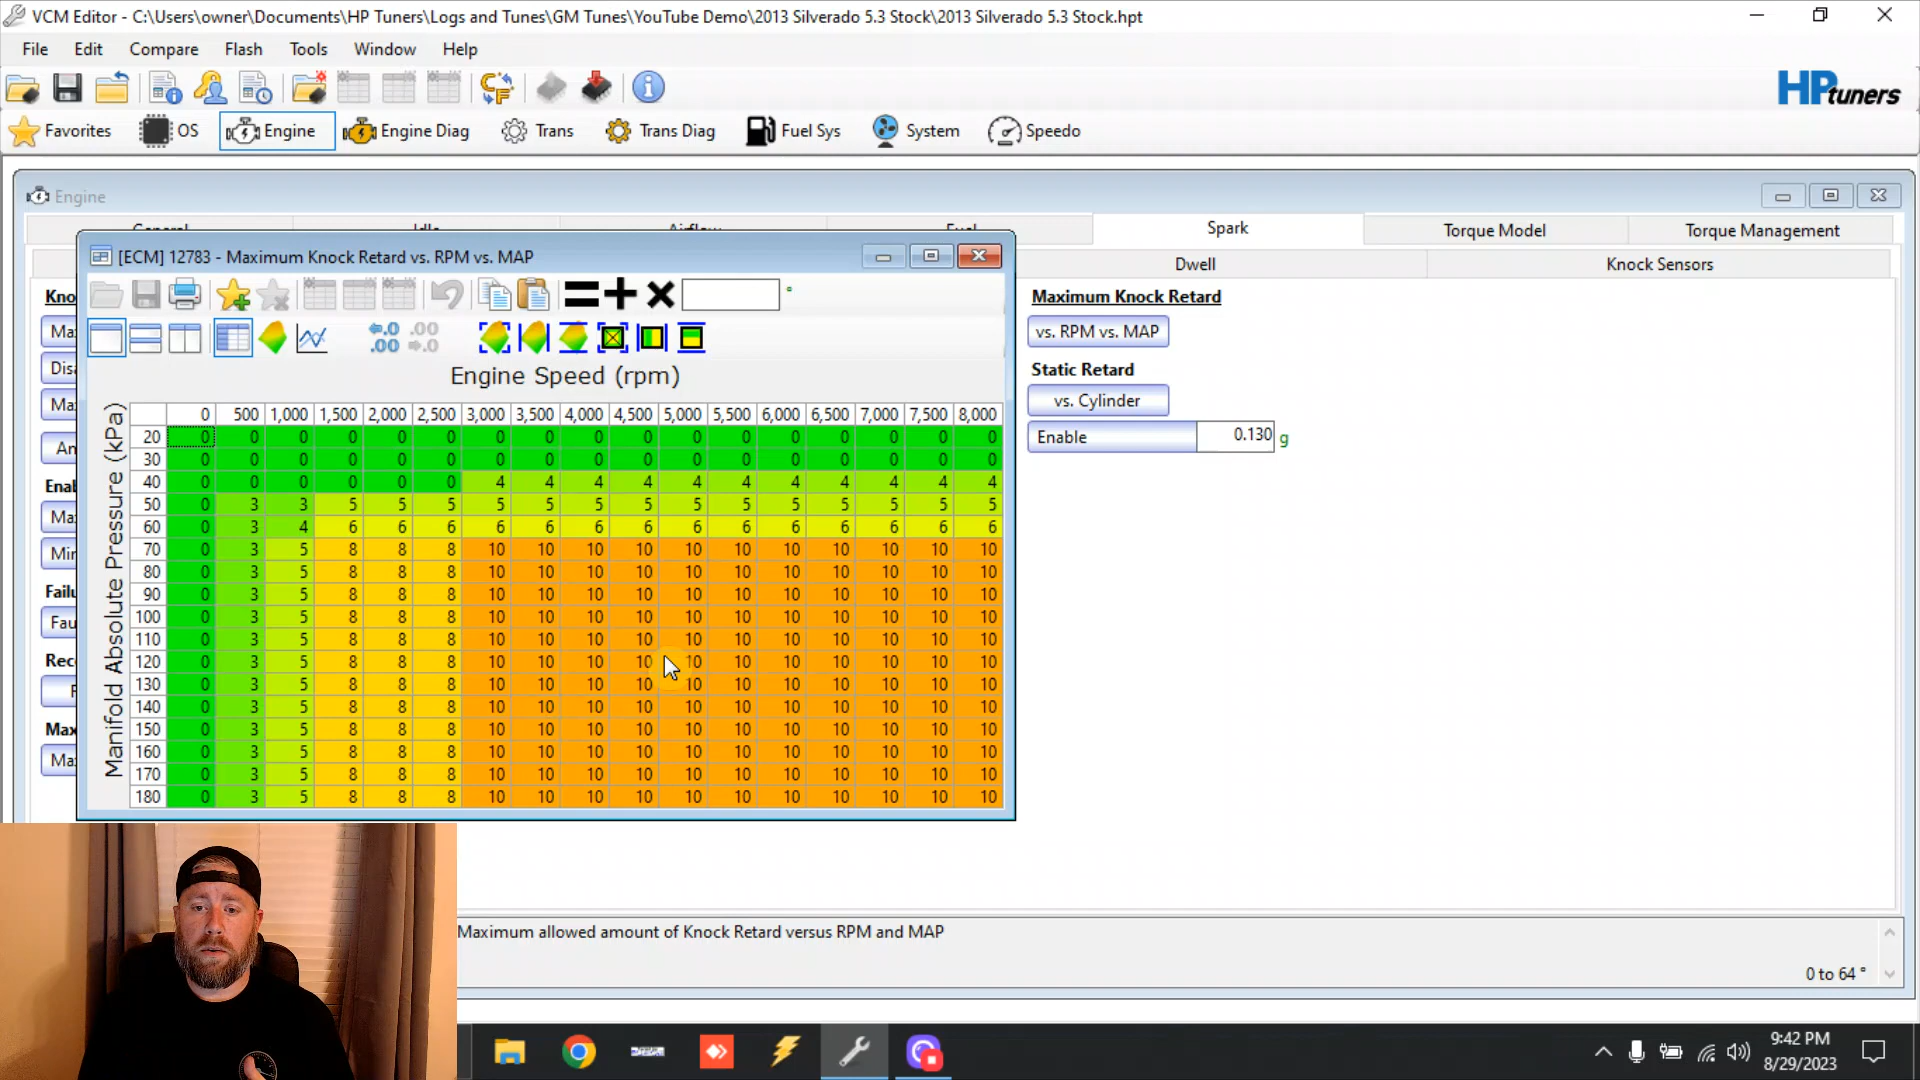 VCM Editor - C:\Users\owner\Documents\HP Tuners\Logs and Tunes\GM Tunes\YouTube Demo\2013 Silverado 5.3 Stock\2013 Silverado 5.3 Stock.hpt
File Edit Compare Flash Tools Window Help
HPtuners
Favorites OS Engine Engine Diag Trans Trans Diag Fuel Sys System Speedo
Engine
Spark Torque Model Torque Management
[ECM] 12783 - Maximum Knock Retard vs. RPM vs. MAP
Dwell Knock Sensors
Maximum Knock Retard
vs. RPM vs. MAP
Static Retard
vs. Cylinder
Enable 0.130 g
Engine Speed (rpm)
Manifold Absolute Pressure (kPa)
0 500 1,000 1,500 2,000 2,500 3,000 3,500 4,000 4,500 5,000 5,500 6,000 6,500 7,000 7,500 8,000
20 0 0 0 0 0 0 0 0 0 0 0 0 0 0 0 0 0
30 0 0 0 0 0 0 0 0 0 0 0 0 0 0 0 0 0
40 0 0 0 0 0 0 4 4 4 4 4 4 4 4 4 4 4
50 0 3 3 5 5 5 5 5 5 5 5 5 5 5 5 5 5
60 0 3 4 6 6 6 6 6 6 6 6 6 6 6 6 6 6
70 0 3 5 8 8 8 10 10 10 10 10 10 10 10 10 10 10
80 0 3 5 8 8 8 10 10 10 10 10 10 10 10 10 10 10
90 0 3 5 8 8 8 10 10 10 10 10 10 10 10 10 10 10
100 0 3 5 8 8 8 10 10 10 10 10 10 10 10 10 10 10
110 0 3 5 8 8 8 10 10 10 10 10 10 10 10 10 10 10
120 0 3 5 8 8 8 10 10 10 10 10 10 10 10 10 10 10
130 0 3 5 8 8 8 10 10 10 10 10 10 10 10 10 10 10
140 0 3 5 8 8 8 10 10 10 10 10 10 10 10 10 10 10
150 0 3 5 8 8 8 10 10 10 10 10 10 10 10 10 10 10
160 0 3 5 8 8 8 10 10 10 10 10 10 10 10 10 10 10
170 0 3 5 8 8 8 10 10 10 10 10 10 10 10 10 10 10
180 0 3 5 8 8 8 10 10 10 10 10 10 10 10 10 10 10
Maximum allowed amount of Knock Retard versus RPM and MAP
0 to 64 °
9:42 PM
8/29/2023